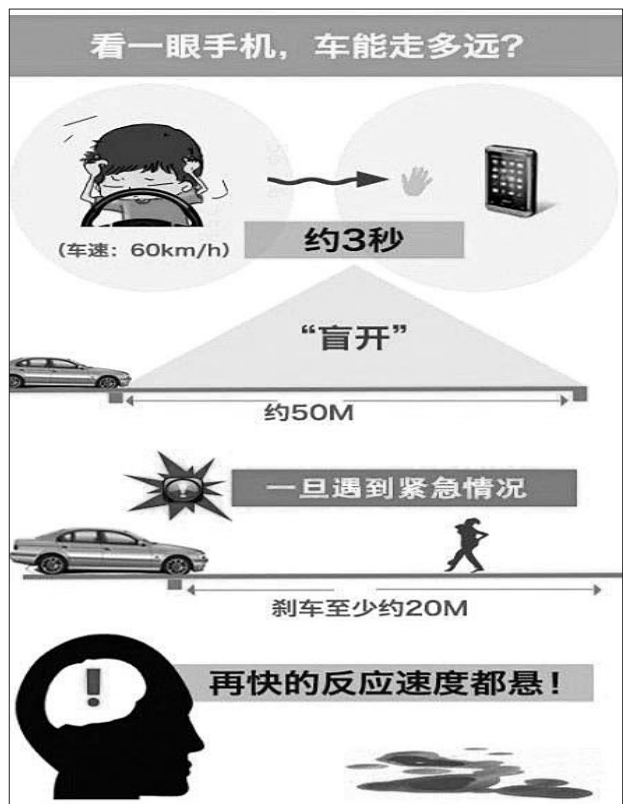 看一眼手机，车能走多远？
（车速：60km/h）
约3秒
“盲开”
约50M
一旦遇到紧急情况
刹车至少约20M
再快的反应速度都悬！